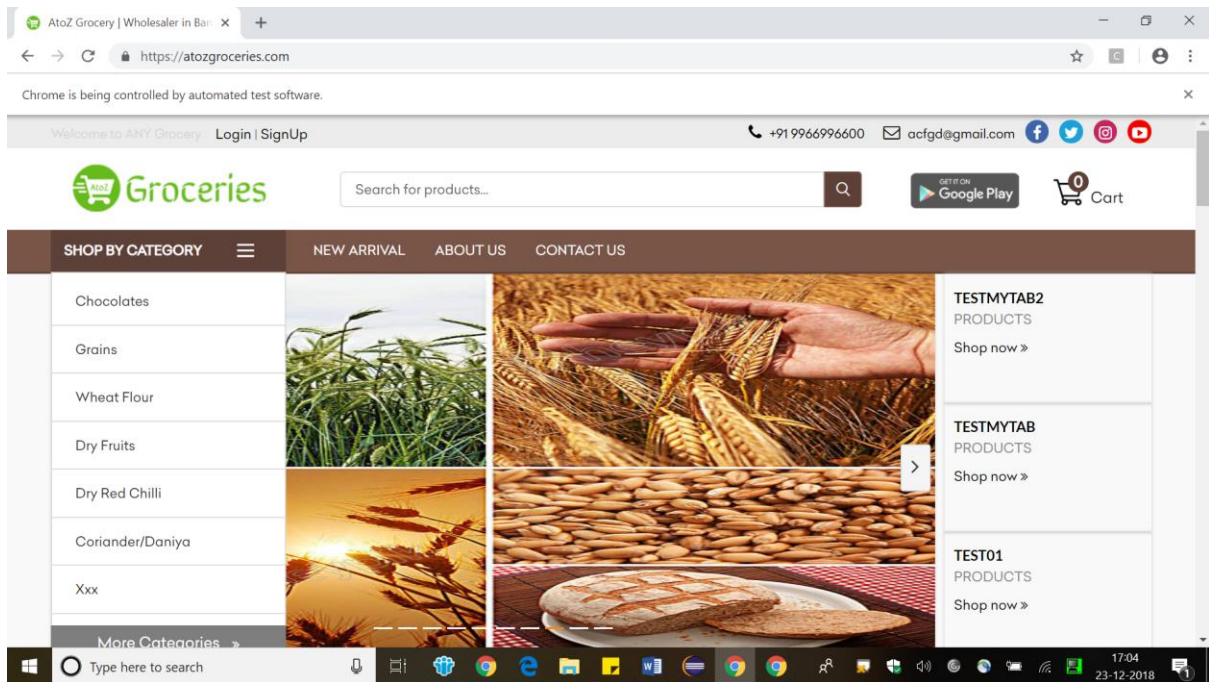 AtoZ Grocery | Wholesaler in Ban
https://atozgroceries.com
Chrome is being controlled by automated test software.
Welcome to ANY Grocery Login | SignUp
+91 9966996600 acfgd@gmail.com
AtoZ Groceries
Search for products...
GET IT ON
Google Play
0
Cart
SHOP BY CATEGORY
NEW ARRIVAL ABOUT US CONTACT US
Chocolates
Grains
Wheat Flour
Dry Fruits
Dry Red Chilli
Coriander/Daniya
Xxx
More Categories »
TESTMYTAB2
PRODUCTS
Shop now »
TESTMYTAB
PRODUCTS
Shop now »
TEST01
PRODUCTS
Shop now »
Type here to search
17:04
23-12-2018